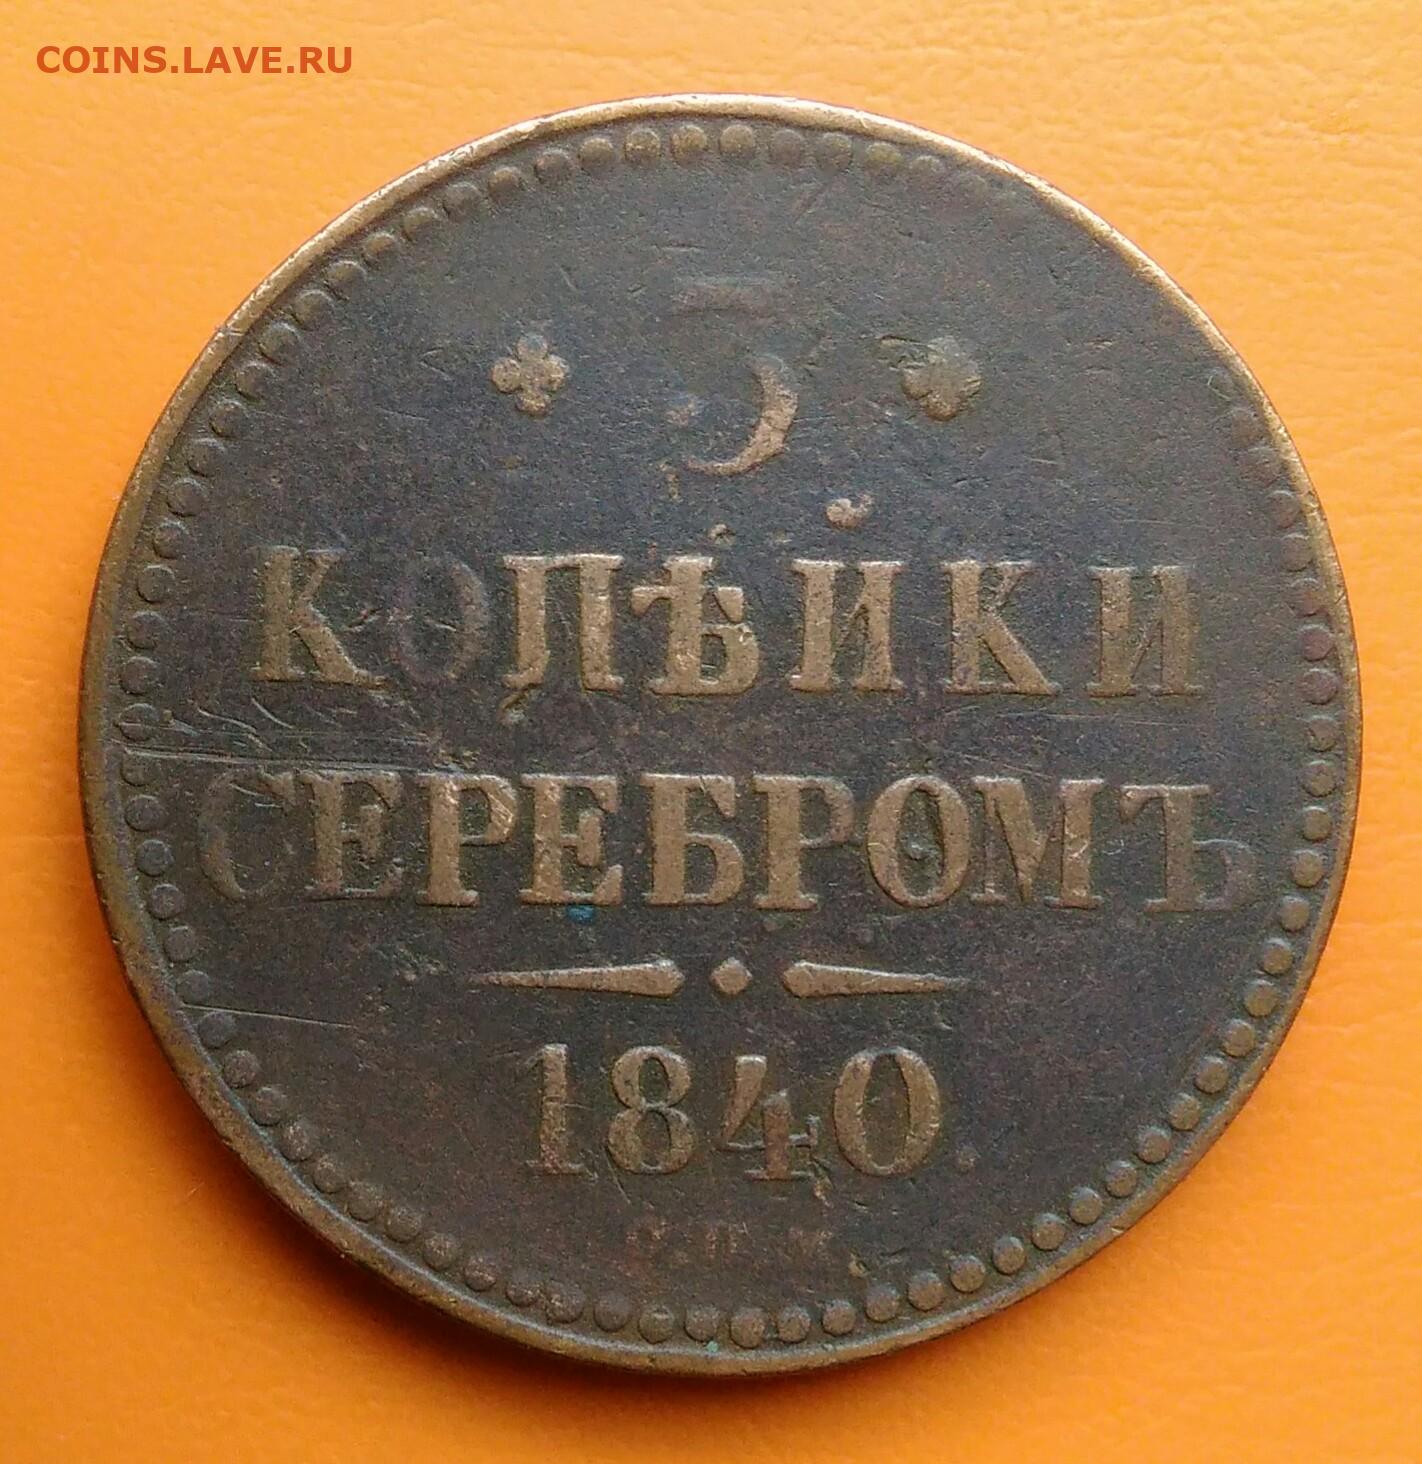 COINS.LAVE.RU
3
КОПѢЙКИ
СЕРЕБРОМЪ
1840.